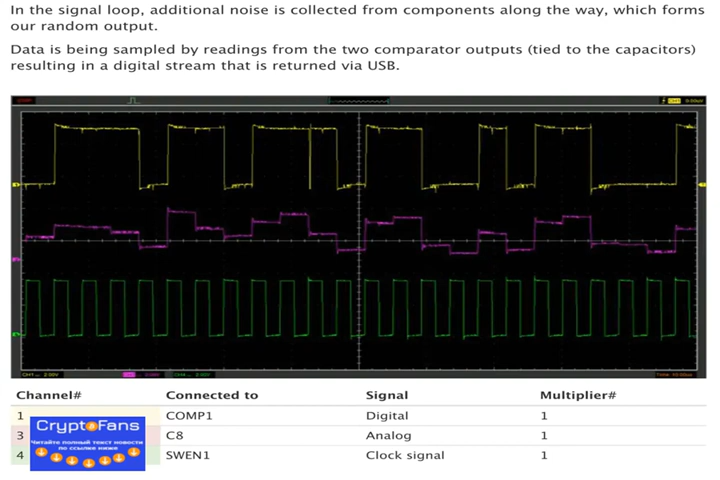 In the signal loop, additional noise is collected from components along the way, which forms
our random output.
Data is being sampled by readings from the two comparator outputs (tied to the capacitors)
resulting in a digital stream that is returned via USB.
Channel# Connected to Signal Multiplier#
1 COMP1 Digital 1
3 C8 Analog 1
4 SWEN1 Clock signal 1
CryptoFans
Читайте полный текст новости
по ссылке ниже